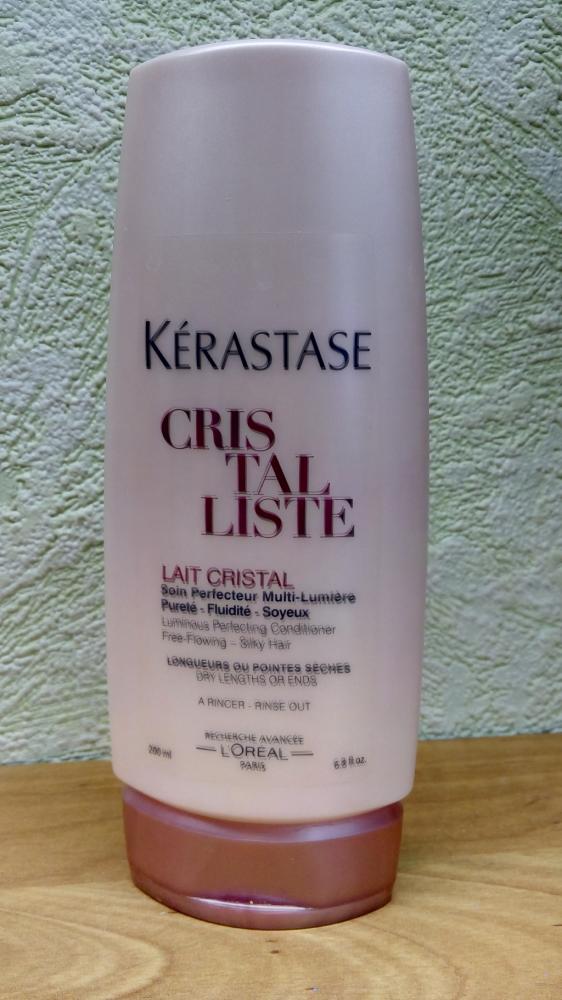 KÉRASTASE
CRIS
TAL
LISTE
LAIT CRISTAL
Soin Perfecteur Multi-Lumière
Pureté - Fluidité - Soyeux
Luminous Perfecting Conditioner
Free-Flowing - Silky Hair
LONGUEURS OU POINTES SÈCHES
DRY LENGTHS OR ENDS
A RINCER - RINSE OUT
RECHERCHE AVANCÉE
L'ORÉAL
PARIS
200 ml
6.8 fl.oz.